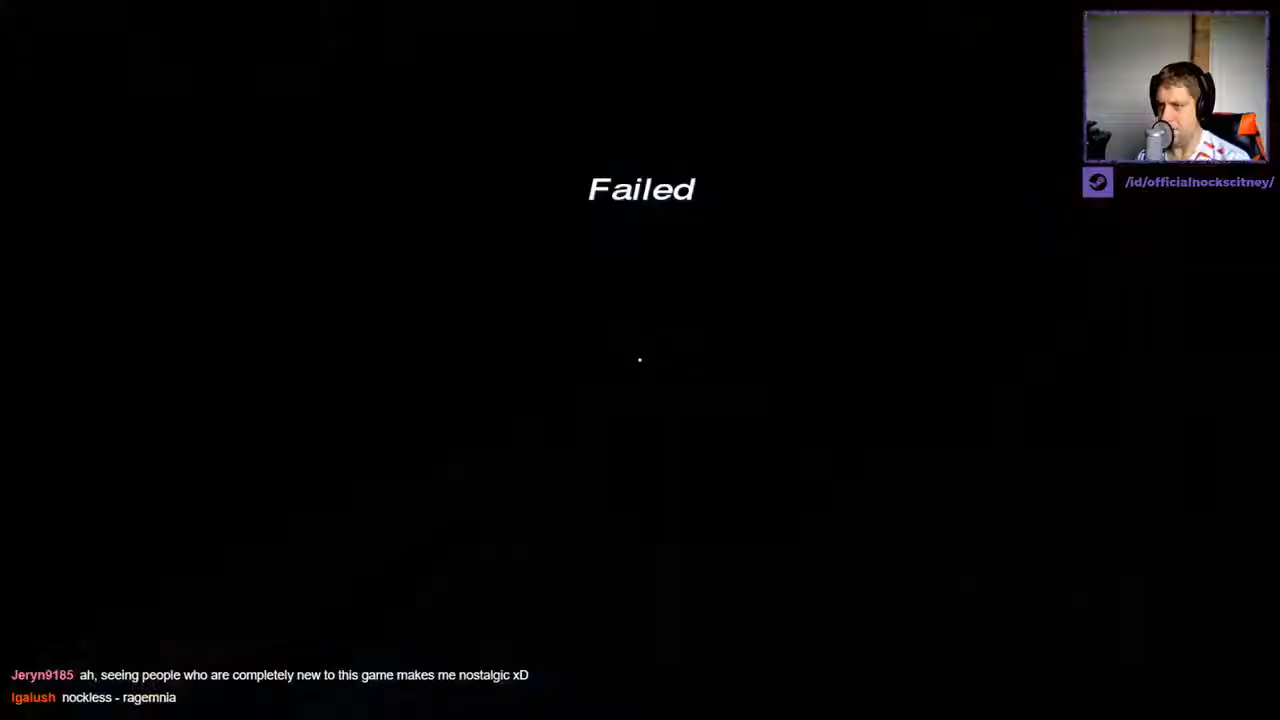 /id/officialnockscitney/
Failed
Jeryn9185 ah, seeing people who are completely new to this game makes me nostalgic xD
lgalush nockless - ragemnia